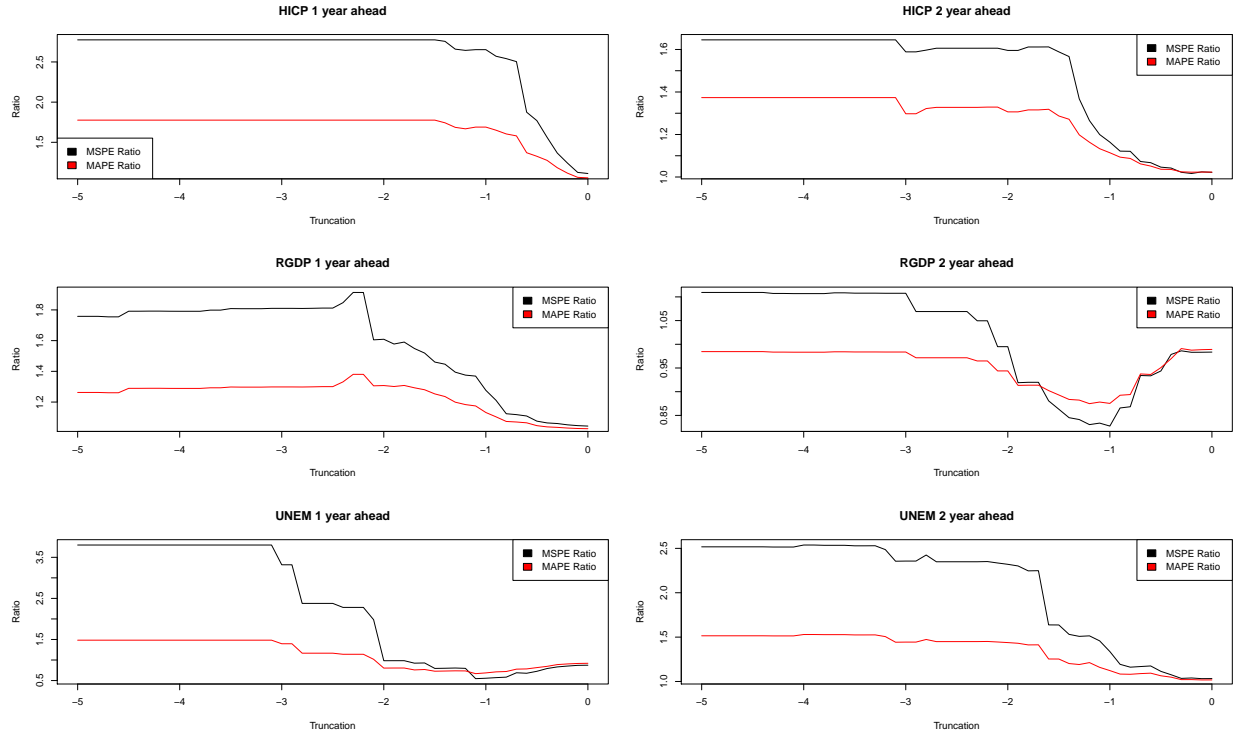 HICP 1 year ahead
Ratio
1.5 2.0 2.5
MSPE Ratio
MAPE Ratio
−5 −4 −3 −2 −1 0
Truncation
HICP 2 year ahead
Ratio
1.0 1.2 1.4 1.6
MSPE Ratio
MAPE Ratio
−5 −4 −3 −2 −1 0
Truncation
RGDP 1 year ahead
Ratio
1.2 1.4 1.6 1.8
MSPE Ratio
MAPE Ratio
−5 −4 −3 −2 −1 0
Truncation
RGDP 2 year ahead
Ratio
0.85 0.95 1.05
MSPE Ratio
MAPE Ratio
−5 −4 −3 −2 −1 0
Truncation
UNEM 1 year ahead
Ratio
0.5 1.5 2.5 3.5
MSPE Ratio
MAPE Ratio
−5 −4 −3 −2 −1 0
Truncation
UNEM 2 year ahead
Ratio
1.0 1.5 2.0 2.5
MSPE Ratio
MAPE Ratio
−5 −4 −3 −2 −1 0
Truncation